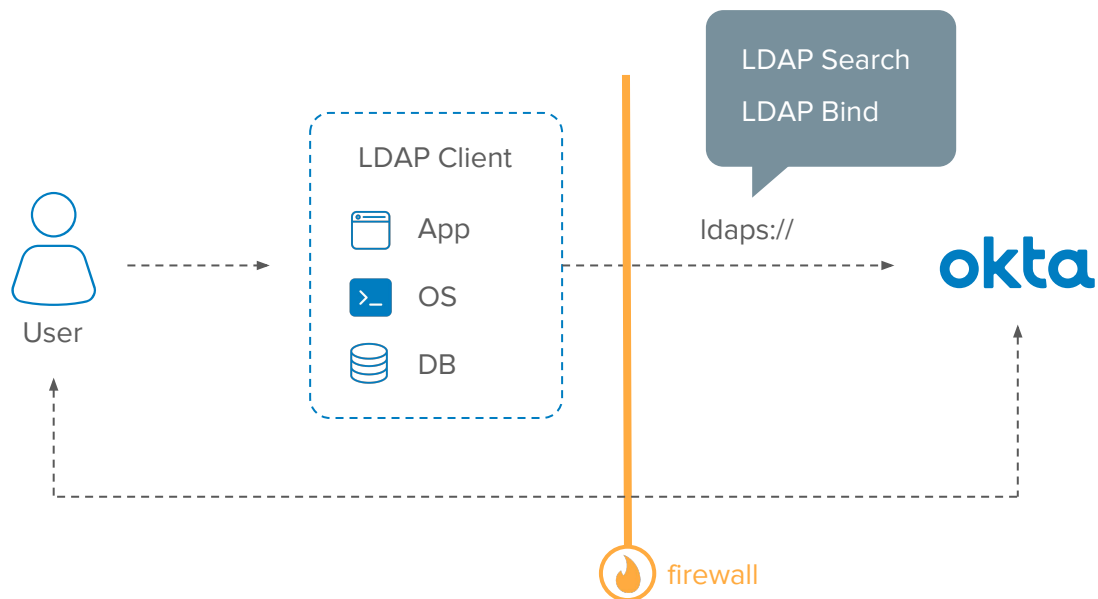 LDAP Search
LDAP Bind
LDAP Client
App
ldaps://
OS
User
DB
okta
firewall